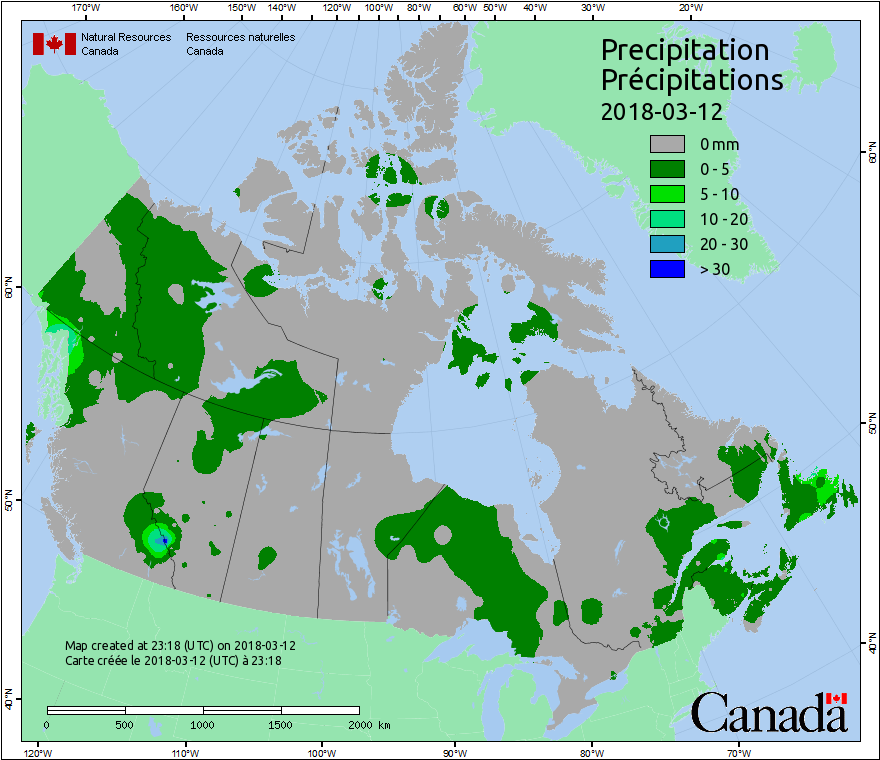 170°W 160°W 150°W 140°W 130°W 120°W 110°W 100°W 90°W 80°W 60°W 50°W 40°W 30°W 20°W
Natural Resources Canada
Ressources naturelles Canada
Precipitation
Précipitations
2018-03-12
0 mm
0 - 5
5 - 10
10 - 20
20 - 30
> 30
60°N
50°N
40°N
60°N
50°N
40°N
Map created at 23:18 (UTC) on 2018-03-12
Carte créée le 2018-03-12 (UTC) à 23:18
0 500 1000 1500 2000 km
Canada
120°W 110°W 100°W 90°W 80°W 70°W